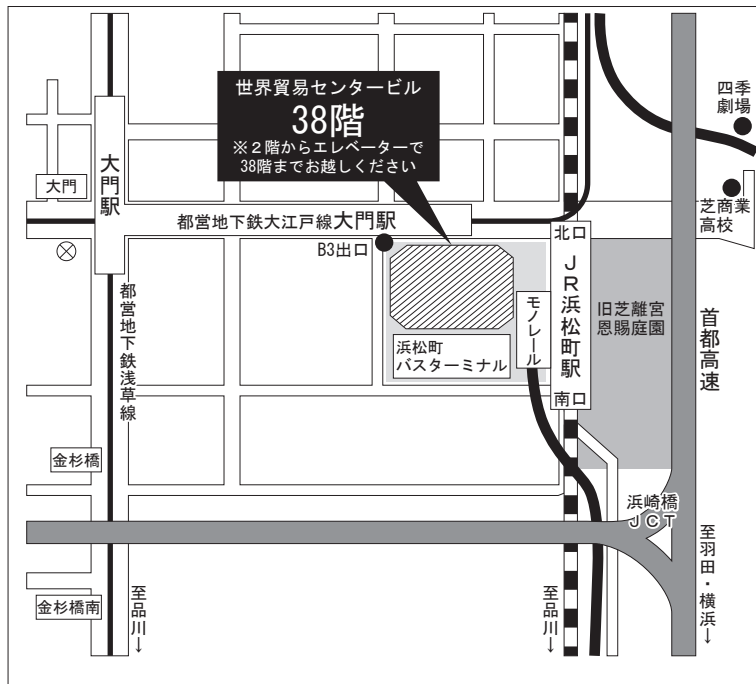 世界貿易センタービル
38階
※２階からエレベーターで
38階までお越しください
四季
劇場
大門
大門駅
都営地下鉄大江戸線大門駅
B3出口
北口
芝商業
高校
ＪＲ浜松町駅
モノレール
旧芝離宮
恩賜庭園
首都高速
都営地下鉄浅草線
浜松町
バスターミナル
南口
金杉橋
浜崎橋
ＪＣＴ
金杉橋南
至品川→
至品川→
至羽田・横浜→